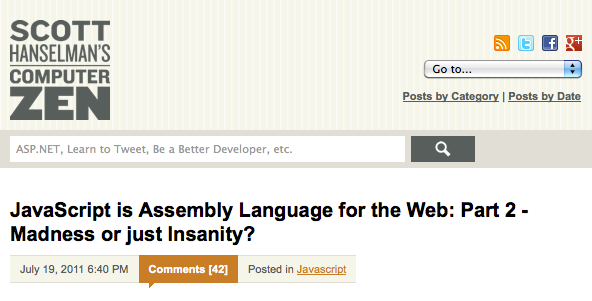 SCOTT
HANSELMAN'S
COMPUTER
ZEN
Go to...
Posts by Category | Posts by Date
ASP.NET, Learn to Tweet, Be a Better Developer, etc.
JavaScript is Assembly Language for the Web: Part 2 -
Madness or just Insanity?
July 19, 2011 6:40 PM Comments [42] Posted in Javascript